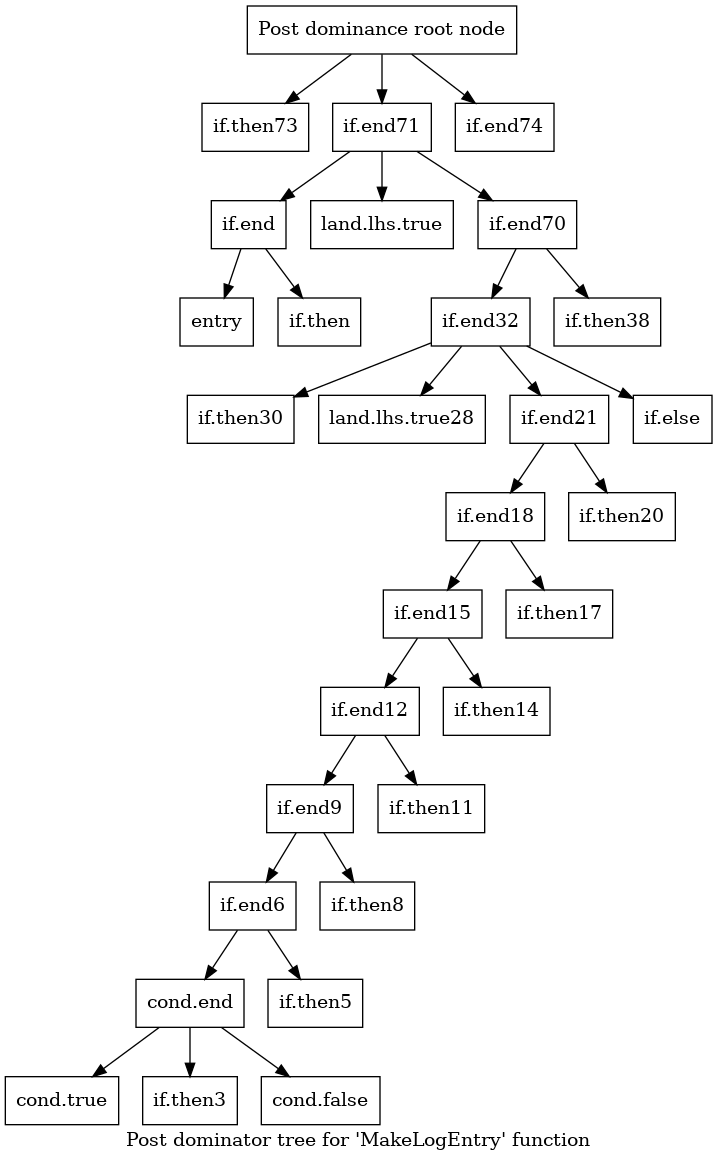 Post dominance root node
if.then73
if.end71
if.end74
if.end
land.lhs.true
if.end70
entry
if.then
if.end32
if.then38
if.then30
land.lhs.true28
if.end21
if.else
if.end18
if.then20
if.end15
if.then17
if.end12
if.then14
if.end9
if.then11
if.end6
if.then8
cond.end
if.then5
cond.true
if.then3
cond.false
Post dominator tree for 'MakeLogEntry' function